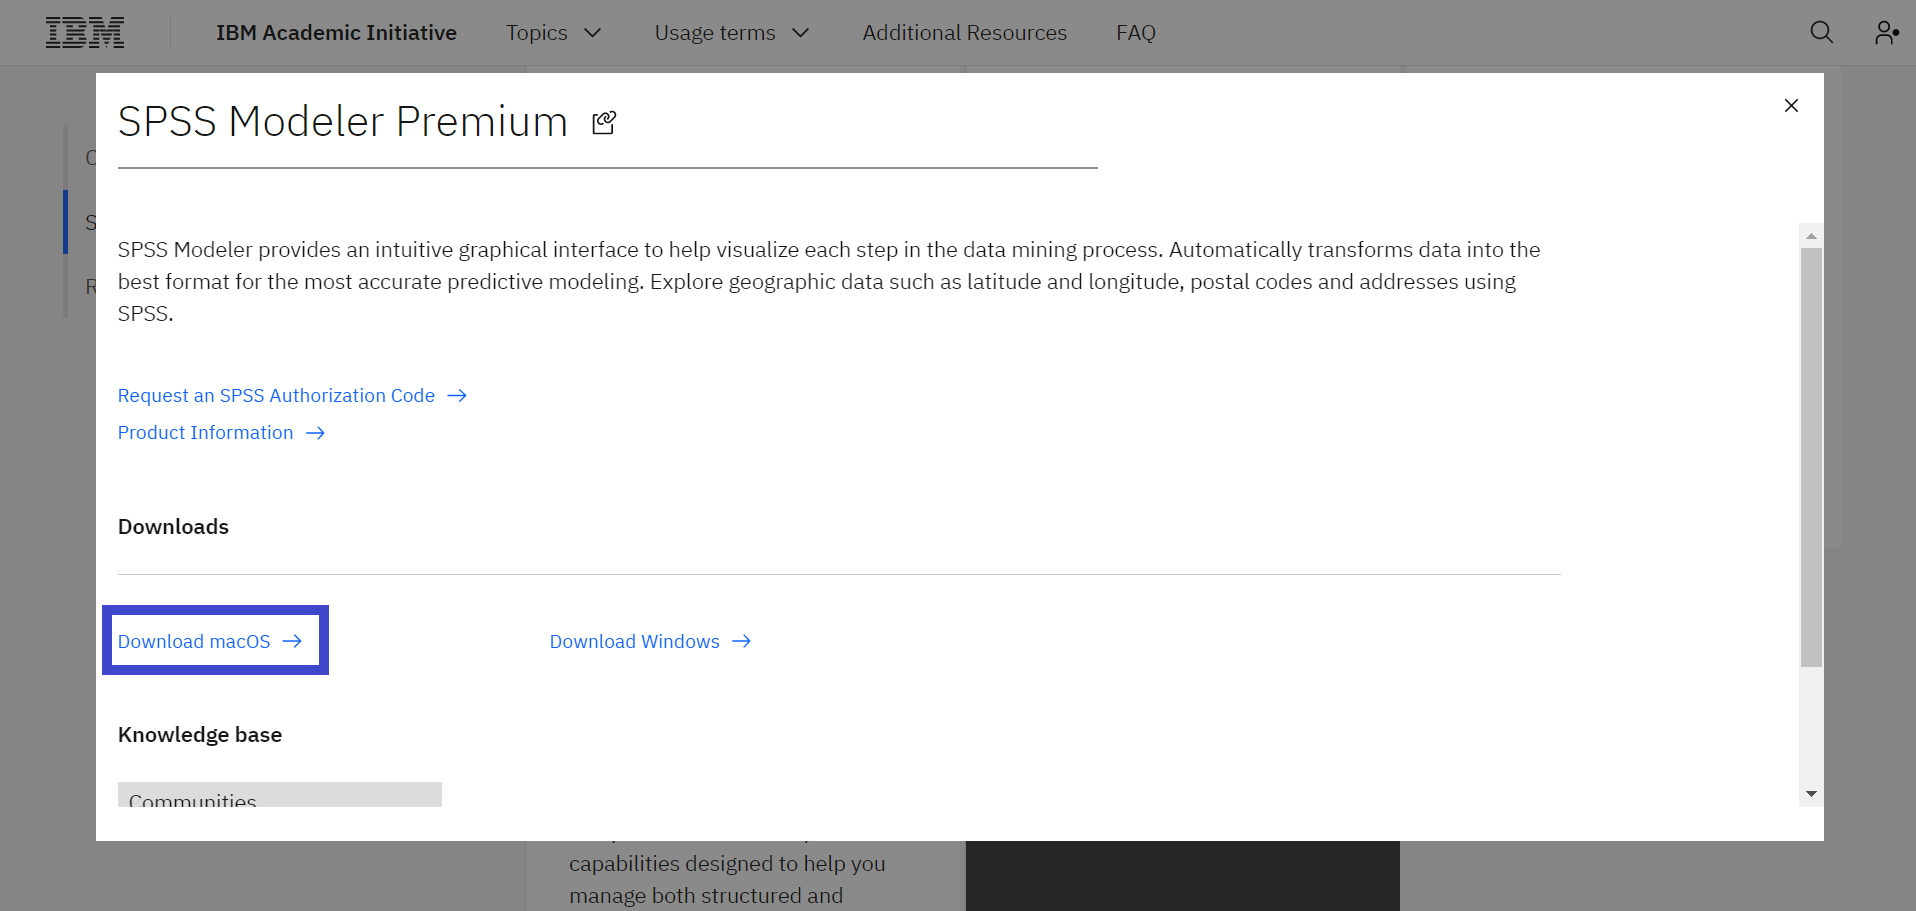 IBM
IBM Academic Initiative Topics Usage terms Additional Resources FAQ
SPSS Modeler Premium
SPSS Modeler provides an intuitive graphical interface to help visualize each step in the data mining process. Automatically transforms data into the
best format for the most accurate predictive modeling. Explore geographic data such as latitude and longitude, postal codes and addresses using
SPSS.
Request an SPSS Authorization Code
Product Information
Downloads
Download macOS Download Windows
Knowledge base
Communities
capabilities designed to help you
manage both structured and